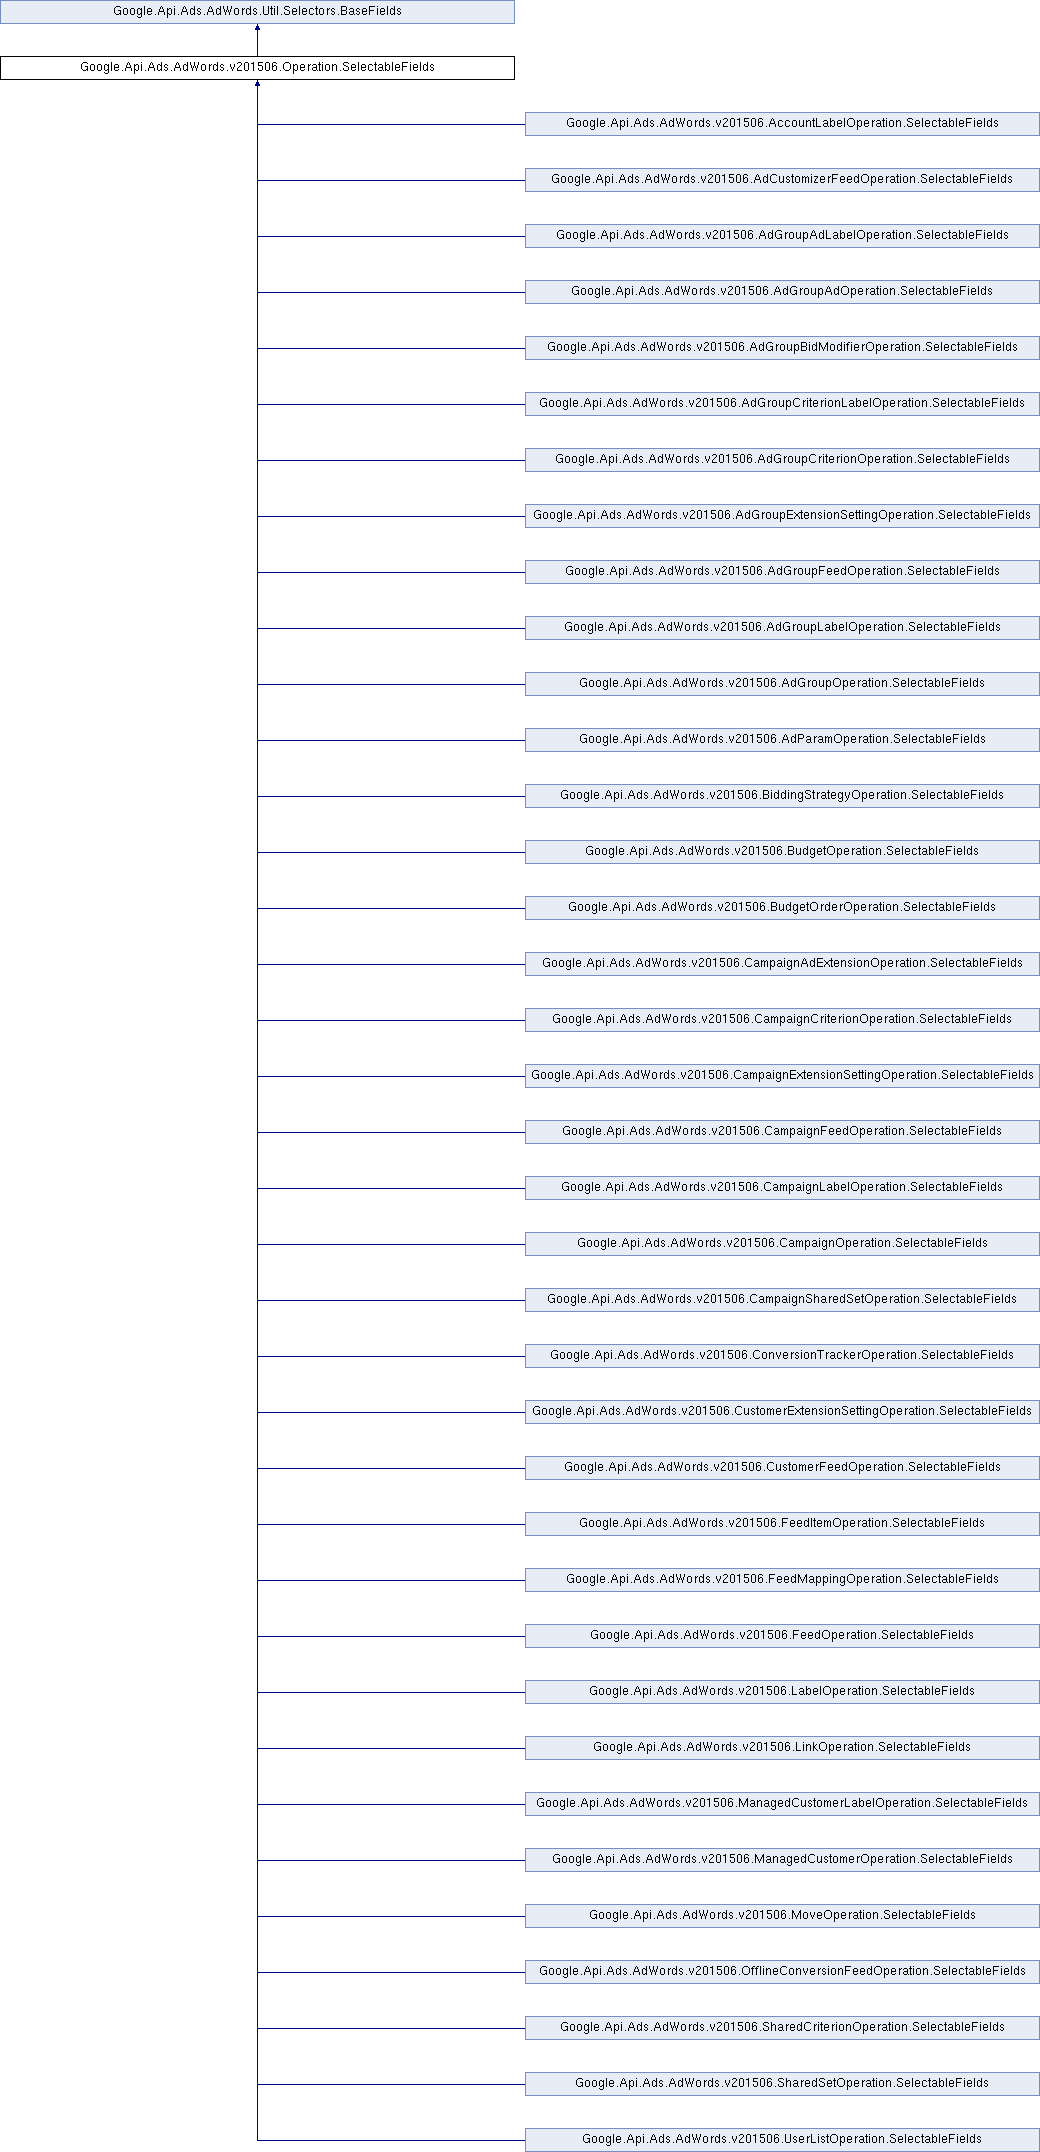 Google.Api.Ads.AdWords.Util.Selectors.BaseFields
Google.Api.Ads.AdWords.v201506.Operation.SelectableFields
Google.Api.Ads.AdWords.v201506.AccountLabelOperation.SelectableFields
Google.Api.Ads.AdWords.v201506.AdCustomizerFeedOperation.SelectableFields
Google.Api.Ads.AdWords.v201506.AdGroupAdLabelOperation.SelectableFields
Google.Api.Ads.AdWords.v201506.AdGroupAdOperation.SelectableFields
Google.Api.Ads.AdWords.v201506.AdGroupBidModifierOperation.SelectableFields
Google.Api.Ads.AdWords.v201506.AdGroupCriterionLabelOperation.SelectableFields
Google.Api.Ads.AdWords.v201506.AdGroupCriterionOperation.SelectableFields
Google.Api.Ads.AdWords.v201506.AdGroupExtensionSettingOperation.SelectableFields
Google.Api.Ads.AdWords.v201506.AdGroupFeedOperation.SelectableFields
Google.Api.Ads.AdWords.v201506.AdGroupLabelOperation.SelectableFields
Google.Api.Ads.AdWords.v201506.AdGroupOperation.SelectableFields
Google.Api.Ads.AdWords.v201506.AdParamOperation.SelectableFields
Google.Api.Ads.AdWords.v201506.BiddingStrategyOperation.SelectableFields
Google.Api.Ads.AdWords.v201506.BudgetOperation.SelectableFields
Google.Api.Ads.AdWords.v201506.BudgetOrderOperation.SelectableFields
Google.Api.Ads.AdWords.v201506.CampaignAdExtensionOperation.SelectableFields
Google.Api.Ads.AdWords.v201506.CampaignCriterionOperation.SelectableFields
Google.Api.Ads.AdWords.v201506.CampaignExtensionSettingOperation.SelectableFields
Google.Api.Ads.AdWords.v201506.CampaignFeedOperation.SelectableFields
Google.Api.Ads.AdWords.v201506.CampaignLabelOperation.SelectableFields
Google.Api.Ads.AdWords.v201506.CampaignOperation.SelectableFields
Google.Api.Ads.AdWords.v201506.CampaignSharedSetOperation.SelectableFields
Google.Api.Ads.AdWords.v201506.ConversionTrackerOperation.SelectableFields
Google.Api.Ads.AdWords.v201506.CustomerExtensionSettingOperation.SelectableFields
Google.Api.Ads.AdWords.v201506.CustomerFeedOperation.SelectableFields
Google.Api.Ads.AdWords.v201506.FeedItemOperation.SelectableFields
Google.Api.Ads.AdWords.v201506.FeedMappingOperation.SelectableFields
Google.Api.Ads.AdWords.v201506.FeedOperation.SelectableFields
Google.Api.Ads.AdWords.v201506.LabelOperation.SelectableFields
Google.Api.Ads.AdWords.v201506.LinkOperation.SelectableFields
Google.Api.Ads.AdWords.v201506.ManagedCustomerLabelOperation.SelectableFields
Google.Api.Ads.AdWords.v201506.ManagedCustomerOperation.SelectableFields
Google.Api.Ads.AdWords.v201506.MoveOperation.SelectableFields
Google.Api.Ads.AdWords.v201506.OfflineConversionFeedOperation.SelectableFields
Google.Api.Ads.AdWords.v201506.SharedCriterionOperation.SelectableFields
Google.Api.Ads.AdWords.v201506.SharedSetOperation.SelectableFields
Google.Api.Ads.AdWords.v201506.UserListOperation.SelectableFields